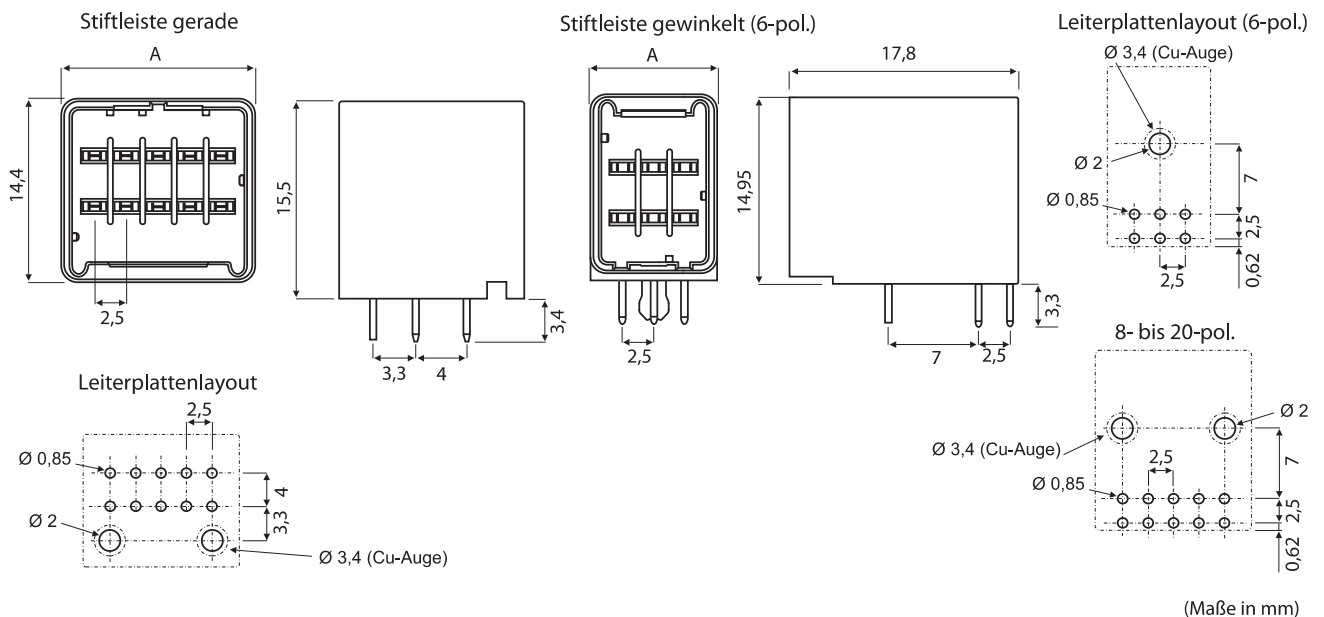 Stiftleiste gerade
A
14,4
2,5
15,5
3,4
3,3
4
Stiftleiste gewinkelt (6-pol.)
A
2,5
17,8
14,95
3,3
7
2,5
Leiterplattenlayout (6-pol.)
Ø 3,4 (Cu-Auge)
Ø 2
7
Ø 0,85
2,5
0,62
2,5
Leiterplattenlayout
2,5
Ø 0,85
4
3,3
Ø 2
Ø 3,4 (Cu-Auge)
8- bis 20-pol.
Ø 2
Ø 3,4 (Cu-Auge)
7
2,5
Ø 0,85
2,5
0,62
(Maße in mm)